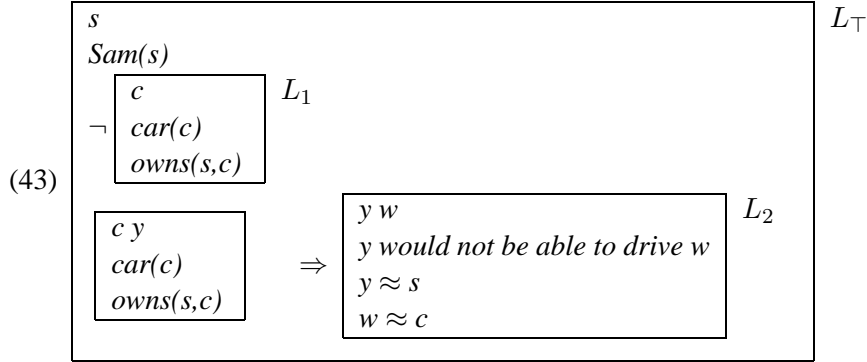 s
L⊤
Sam(s)
¬
c
L1
car(c)
owns(s,c)
(43)
c y
car(c)
owns(s,c)
⇒
y w
L2
y would not be able to drive w
y ≈ s
w ≈ c